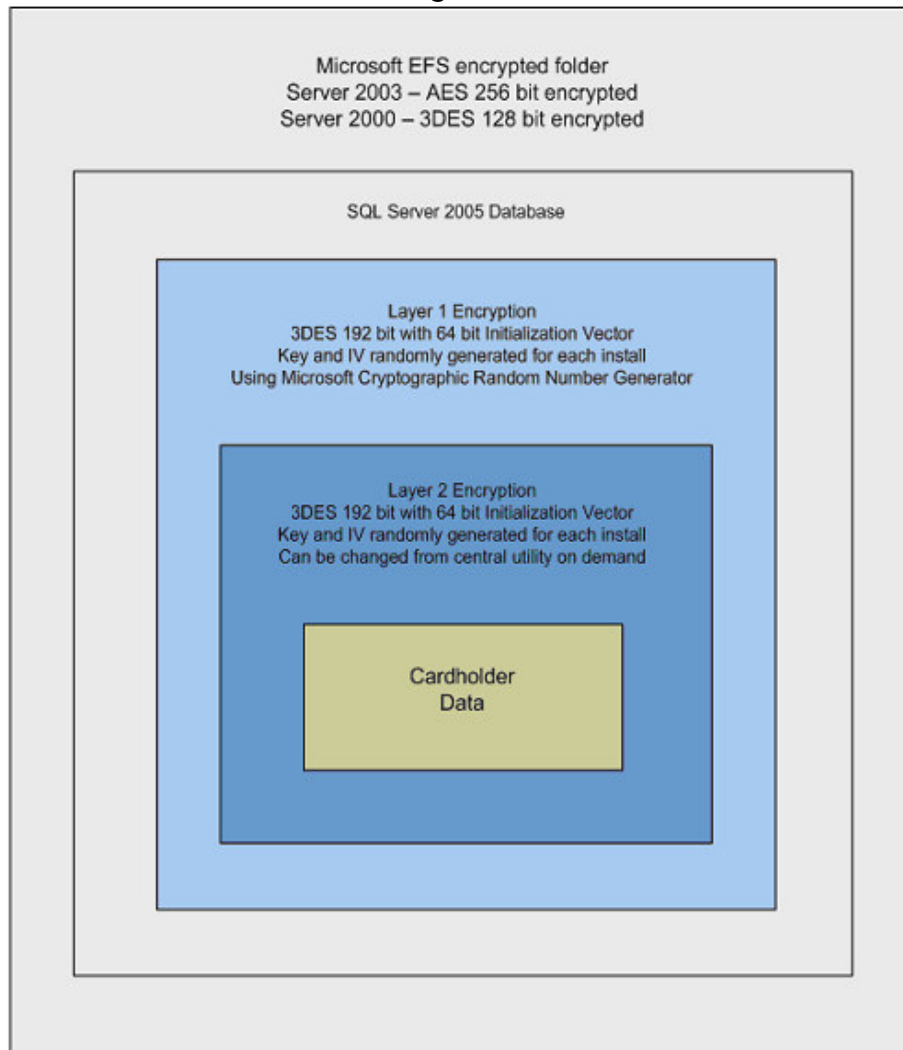 Microsoft EFS encrypted folder
Server 2003 – AES 256 bit encrypted
Server 2000 – 3DES 128 bit encrypted
SQL Server 2005 Database
Layer 1 Encryption
3DES 192 bit with 64 bit Initialization Vector
Key and IV randomly generated for each install
Using Microsoft Cryptographic Random Number Generator
Layer 2 Encryption
3DES 192 bit with 64 bit Initialization Vector
Key and IV randomly generated for each install
Can be changed from central utility on demand
Cardholder
Data